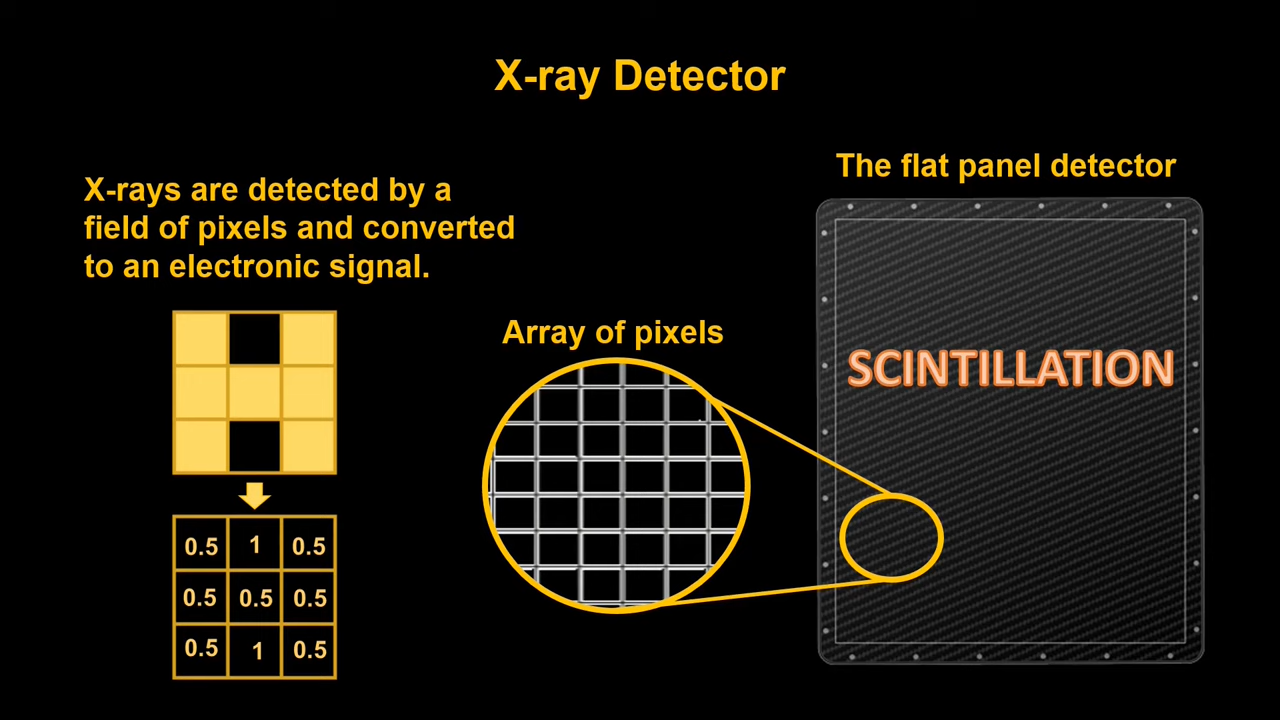 X-ray Detector
X-rays are detected by a
field of pixels and converted
to an electronic signal.
0.5 1 0.5
0.5 0.5 0.5
0.5 1 0.5
Array of pixels
The flat panel detector
SCINTILLATION